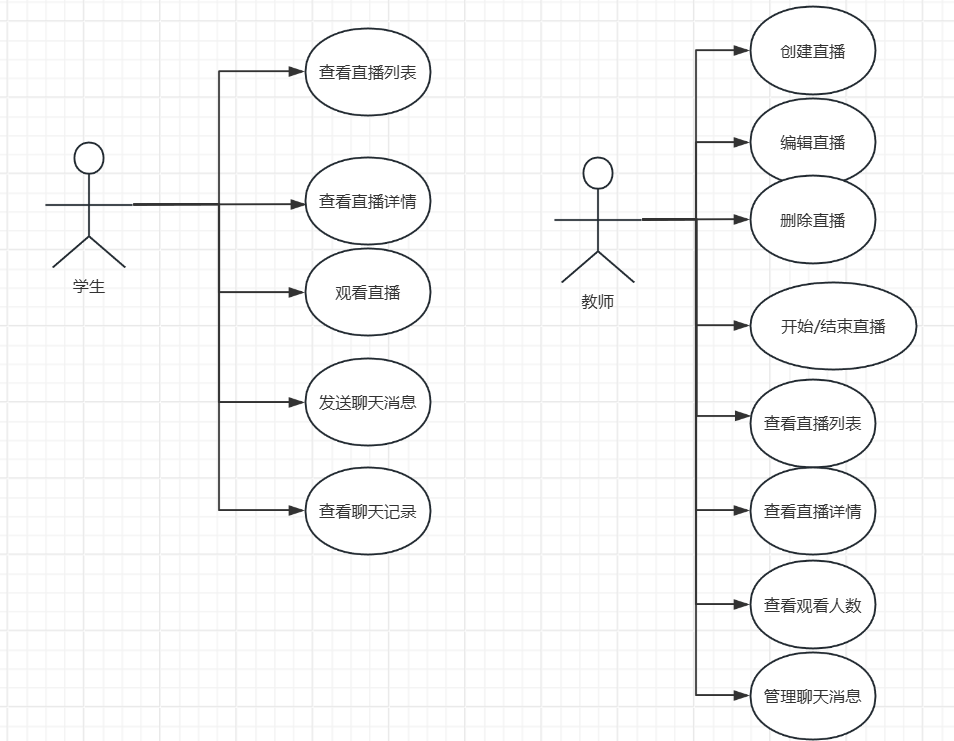 学生
查看直播列表
查看直播详情
观看直播
发送聊天消息
查看聊天记录
教师
创建直播
编辑直播
删除直播
开始/结束直播
查看直播列表
查看直播详情
查看观看人数
管理聊天消息